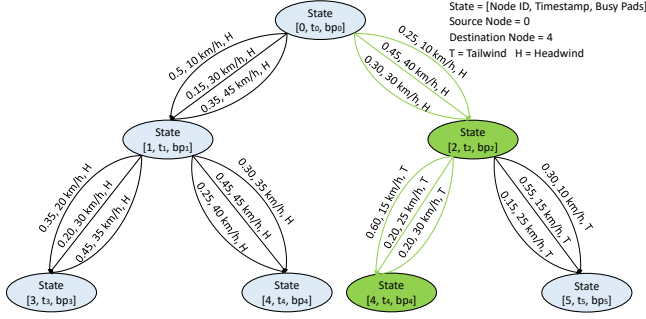 State = [Node ID, Timestamp, Busy Pads]
Source Node = 0
Destination Node = 4
T = Tailwind H = Headwind
State
[0, t₀, bp₀]
0.5, 10 km/h, H
0.15, 30 km/h, H
0.35, 45 km/h, H
0.25, 10 km/h, H
0.45, 40 km/h, H
0.30, 30 km/h, H
State
[1, t₁, bp₁]
State
[2, t₂, bp₂]
0.35, 20 km/h, H
0.20, 30 km/h, H
0.45, 35 km/h, H
0.30, 35 km/h, H
0.45, 45 km/h, H
0.25, 40 km/h, H
0.60, 15 km/h, T
0.20, 25 km/h, T
0.20, 30 km/h, T
0.30, 10 km/h, T
0.55, 15 km/h, T
0.15, 25 km/h, T
State
[3, t₃, bp₃]
State
[4, t₄, bp₄]
State
[4, t₄, bp₄]
State
[5, t₅, bp₅]